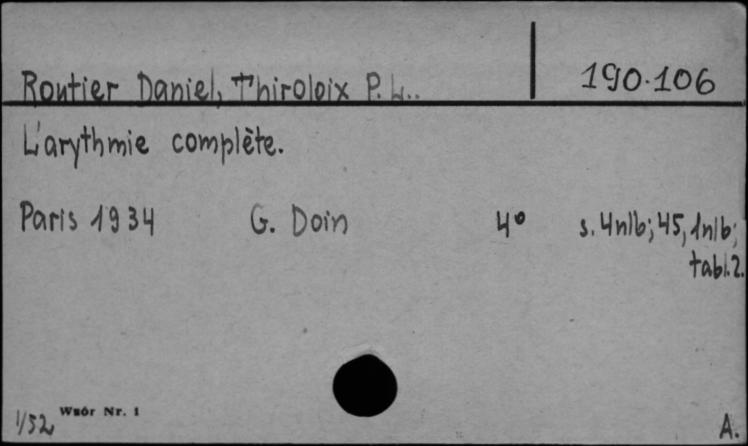 Routier Daniel, Thiroloix P. L.. 190.106
L'arythmie complète.
Paris 1934 G. Doin 4° s. 4nlb; 45, 1nlb;
tabl. 2.
1/52 Wzór Nr. 1 A.